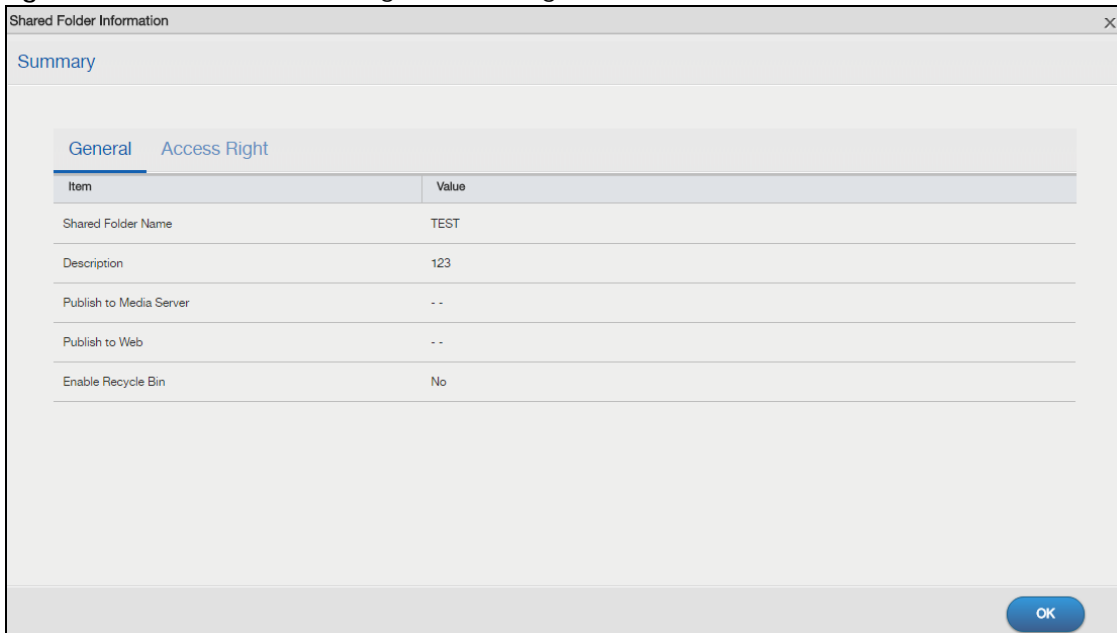 Shared Folder Information X
Summary
General Access Right
Item Value
Shared Folder Name TEST
Description 123
Publish to Media Server - -
Publish to Web - -
Enable Recycle Bin No
OK